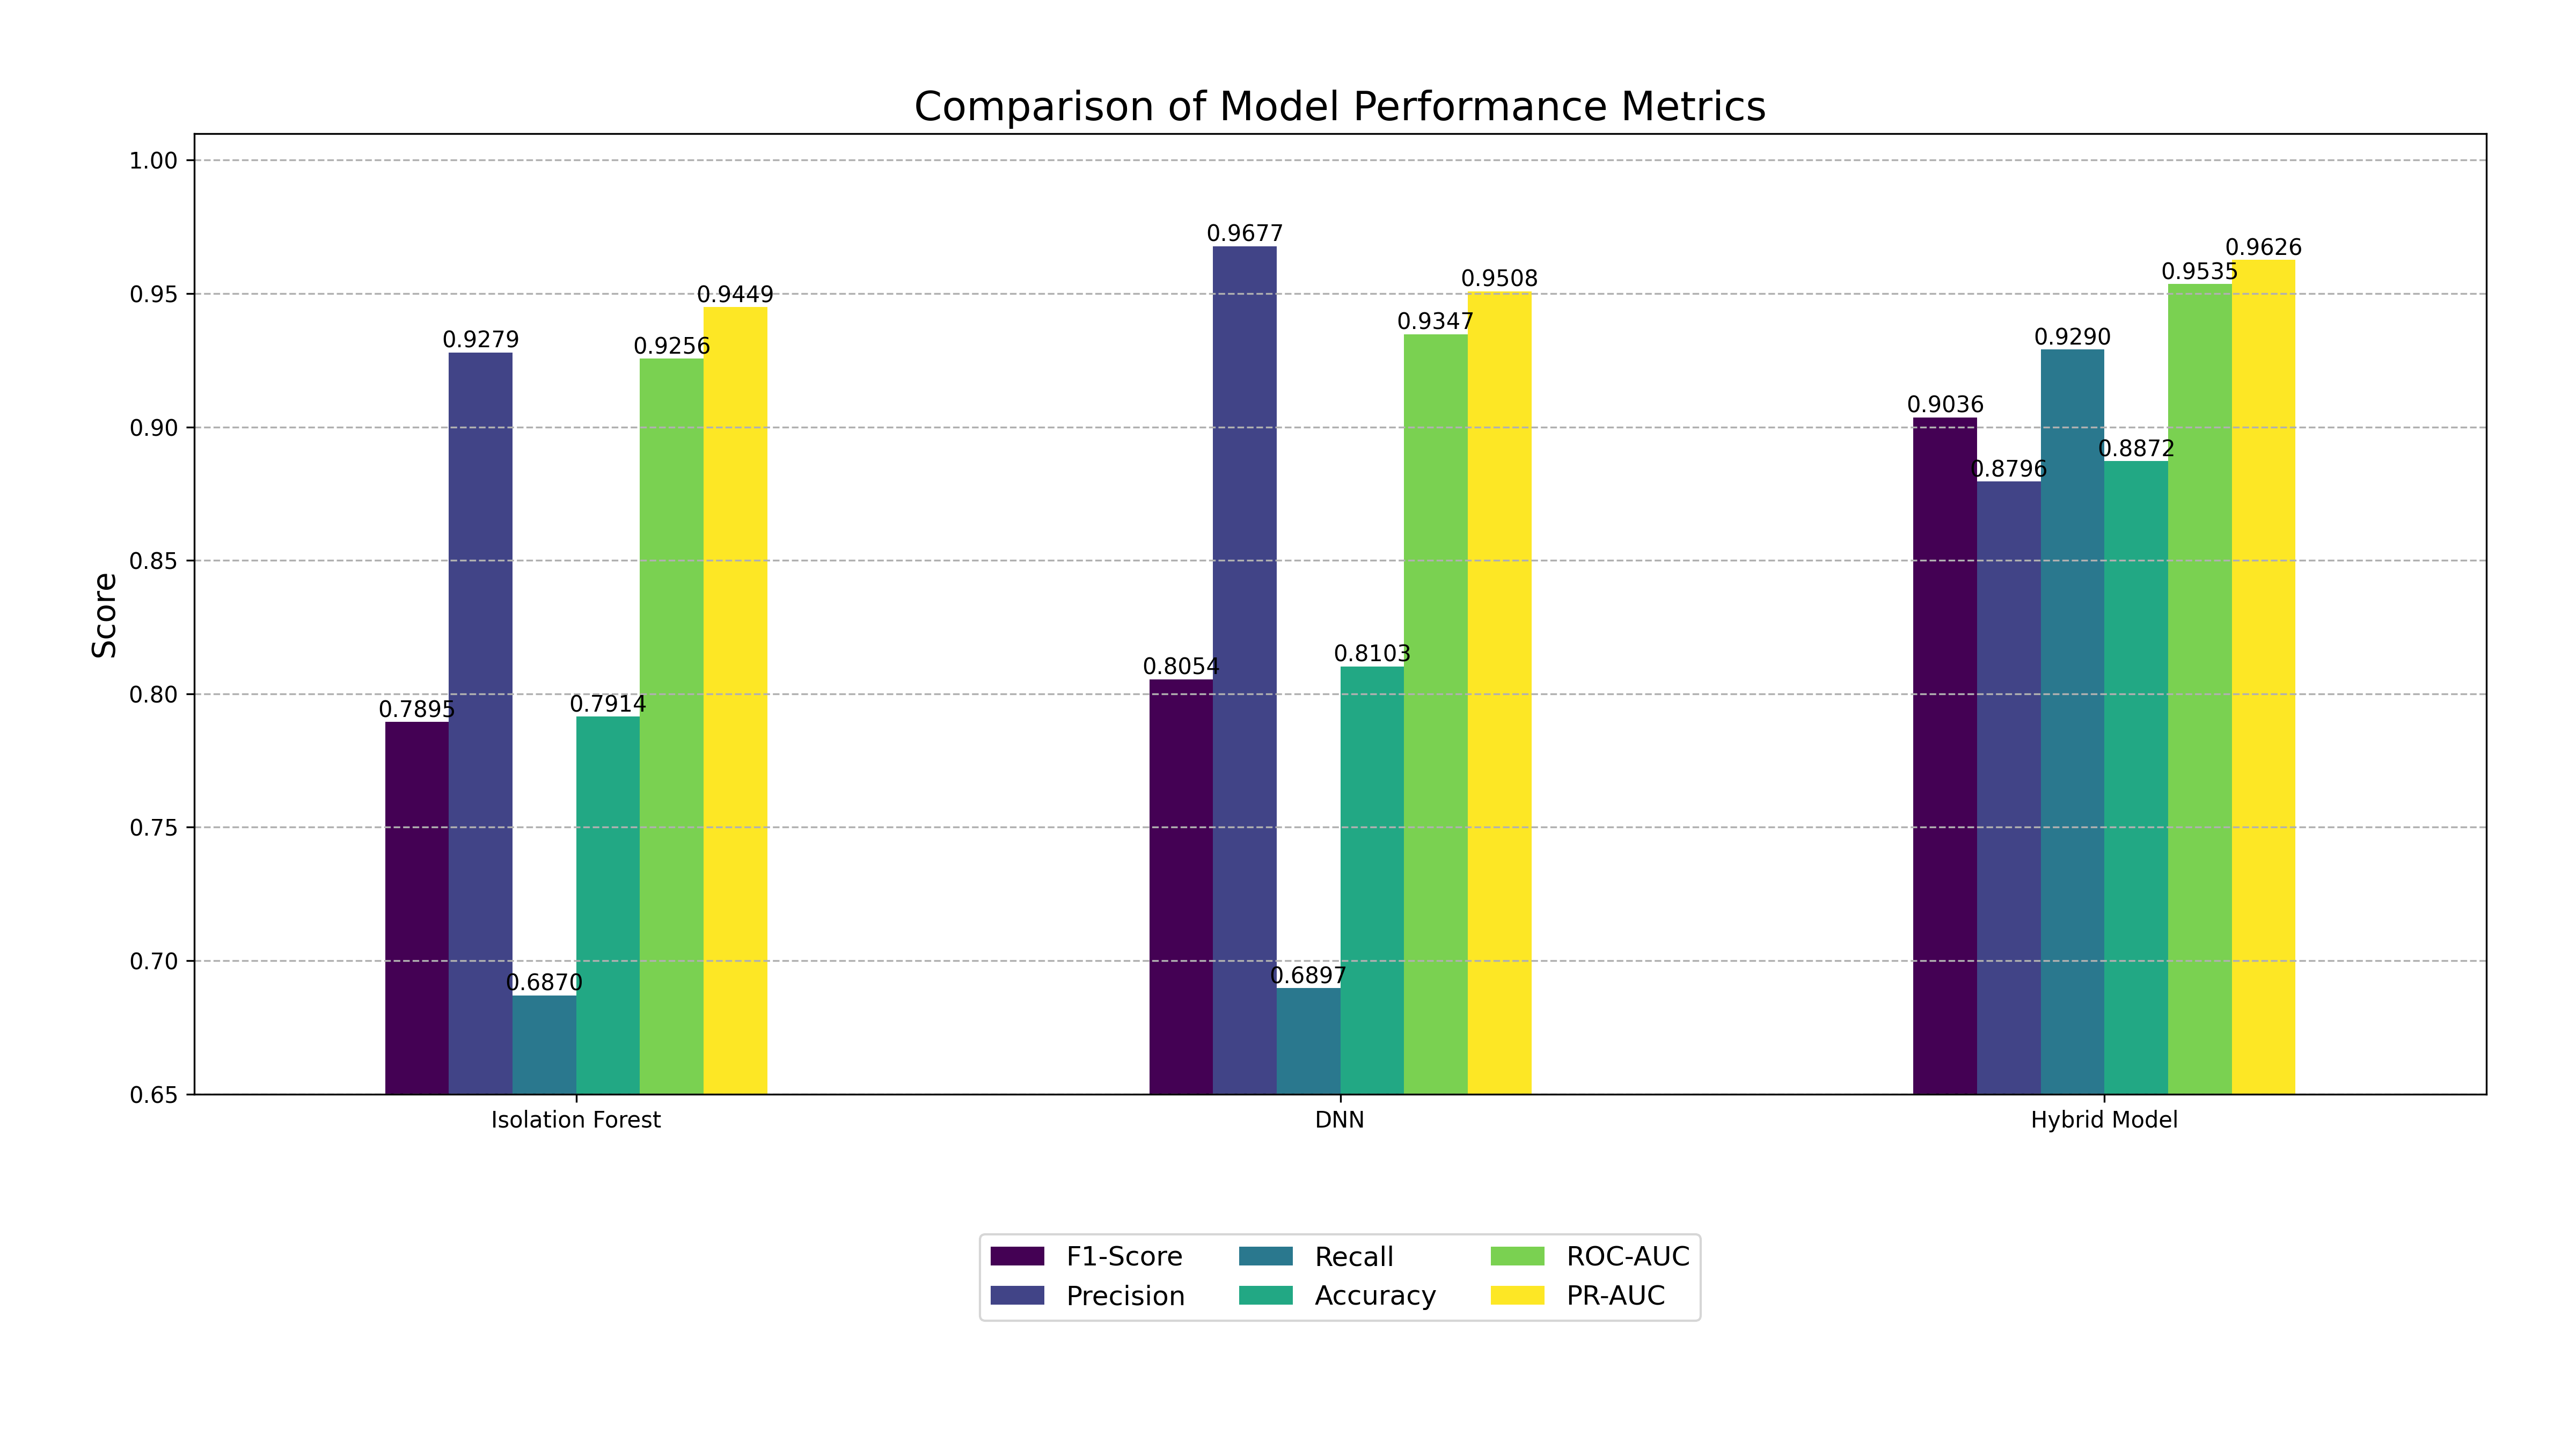 Comparison of Model Performance Metrics
Score
1.00
0.95
0.90
0.85
0.80
0.75
0.70
0.65
0.7895
0.9279
0.6870
0.7914
0.9256
0.9449
0.8054
0.9677
0.6897
0.8103
0.9347
0.9508
0.9036
0.8796
0.9290
0.8872
0.9535
0.9626
Isolation Forest
DNN
Hybrid Model
F1-Score
Precision
Recall
Accuracy
ROC-AUC
PR-AUC